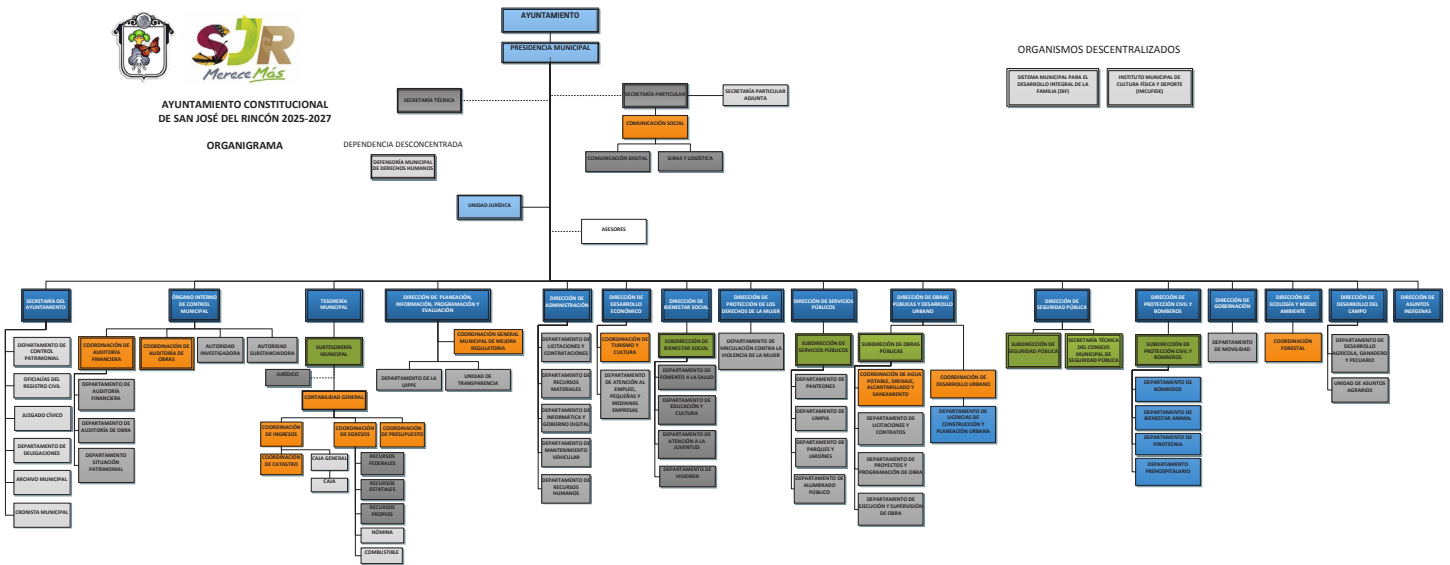 AYUNTAMIENTO
PRESIDENCIA MUNICIPAL
SJR
Merece Más
AYUNTAMIENTO CONSTITUCIONAL
DE SAN JOSÉ DEL RINCÓN 2025-2027
ORGANIGRAMA
ORGANISMOS DESCENTRALIZADOS
SISTEMA MUNICIPAL PARA EL
DESARROLLO INTEGRAL DE LA
FAMILIA (DIF)
INSTITUTO MUNICIPAL DE
CULTURA FÍSICA Y DEPORTE
(IMCUFIDE)
SECRETARÍA TÉCNICA
SECRETARÍA PARTICULAR
SECRETARÍA PARTICULAR
ADJUNTA
COMUNICACIÓN SOCIAL
COMUNICACIÓN DIGITAL
GIRAS Y LOGÍSTICA
DEPENDENCIA DESCONCENTRADA
DEFENSORÍA MUNICIPAL
DE DERECHOS HUMANOS
UNIDAD JURÍDICA
ASESORES
SECRETARÍA DEL
AYUNTAMIENTO
DEPARTAMENTO DE
CONTROL
PATRIMONIAL
OFICIALÍAS DEL
REGISTRO CIVIL
JUZGADO CÍVICO
DEPARTAMENTO DE
DELEGACIONES
ARCHIVO MUNICIPAL
CRONISTA MUNICIPAL
ÓRGANO INTERNO
DE CONTROL
MUNICIPAL
COORDINACIÓN DE
AUDITORÍA
FINANCIERA
COORDINACIÓN DE
AUDITORÍA DE
OBRAS
AUTORIDAD
INVESTIGADORA
AUTORIDAD
SUBSTANCIADORA
DEPARTAMENTO DE
AUDITORÍA
FINANCIERA
DEPARTAMENTO DE
AUDITORÍA DE OBRA
DEPARTAMENTO
SITUACIÓN
PATRIMONIAL
TESORERÍA
MUNICIPAL
SUBTESORERÍA
MUNICIPAL
JURÍDICO
CONTABILIDAD GENERAL
COORDINACIÓN
DE INGRESOS
COORDINACIÓN
DE EGRESOS
COORDINACIÓN
DE PRESUPUESTO
COORDINACIÓN
DE CATASTRO
CAJA GENERAL
CAJA
RECURSOS
FEDERALES
RECURSOS
ESTATALES
RECURSOS
PROPIOS
NÓMINA
COMBUSTIBLE
DIRECCIÓN DE PLANEACIÓN,
INFORMACIÓN, PROGRAMACIÓN Y
EVALUACIÓN
COORDINACIÓN GENERAL
MUNICIPAL DE MEJORA
REGULATORIA
DEPARTAMENTO DE LA
UIPPE
UNIDAD DE
TRANSPARENCIA
DIRECCIÓN DE
ADMINISTRACIÓN
DEPARTAMENTO DE
LICITACIONES Y
CONTRATACIONES
DEPARTAMENTO DE
RECURSOS
MATERIALES
DEPARTAMENTO DE
INFORMÁTICA Y
GOBIERNO DIGITAL
DEPARTAMENTO DE
MANTENIMIENTO
VEHICULAR
DEPARTAMENTO DE
RECURSOS
HUMANOS
DIRECCIÓN DE
DESARROLLO
ECONÓMICO
COORDINACIÓN DE
TURISMO Y
CULTURA
DEPARTAMENTO
DE ATENCIÓN AL
EMPLEO,
PEQUEÑAS Y
MEDIANAS
EMPRESAS
DIRECCIÓN DE
BIENESTAR SOCIAL
SUBDIRECCIÓN DE
BIENESTAR SOCIAL
DEPARTAMENTO DE
FOMENTO A LA SALUD
DEPARTAMENTO DE
EDUCACIÓN Y
CULTURA
DEPARTAMENTO DE
ATENCIÓN A LA
JUVENTUD
DEPARTAMENTO DE
VIVIENDA
DIRECCIÓN DE
PROTECCIÓN DE LOS
DERECHOS DE LA MUJER
DEPARTAMENTO DE
VINCULACIÓN CONTRA LA
VIOLENCIA DE LA MUJER
DIRECCIÓN DE SERVICIOS
PÚBLICOS
SUBDIRECCIÓN DE
SERVICIOS PÚBLICOS
DEPARTAMENTO DE
PANTEONES
DEPARTAMENTO DE
LIMPIA
DEPARTAMENTO DE
PARQUES Y
JARDÍNES
DEPARTAMENTO DE
ALUMBRADO
PÚBLICO
DIRECCIÓN DE OBRAS
PÚBLICAS Y DESARROLLO
URBANO
SUBDIRECCIÓN DE OBRAS
PÚBLICAS
COORDINACIÓN DE AGUA
POTABLE, DRENAJE,
ALCANTARILLADO Y
SANEAMIENTO
DEPARTAMENTO DE
LICITACIONES Y
CONTRATOS
DEPARTAMENTO DE
PROYECTOS Y
PROGRAMACIÓN DE OBRA
DEPARTAMENTO DE
EJECUCIÓN Y SUPERVISIÓN
DE OBRA
COORDINACIÓN DE
DESARROLLO URBANO
DEPARTAMENTO DE
LICENCIAS DE
CONSTRUCCIÓN Y
PLANEACIÓN URBANA
DIRECCIÓN DE
SEGURIDAD PÚBLICA
SUBDIRECCIÓN DE
SEGURIDAD PÚBLICA
SECRETARÍA TÉCNICA
DEL CONSEJO
MUNICIPAL DE
SEGURIDAD PÚBLICA
DIRECCIÓN DE
PROTECCIÓN CIVIL Y
BOMBEROS
SUBDIRECCIÓN DE
PROTECCIÓN CIVIL Y
BOMBEROS
DEPARTAMENTO DE
BOMBEROS
DEPARTAMENTO DE
BIENESTAR ANIMAL
DEPARTAMENTO DE
PIROTECNIA
DEPARTAMENTO
PREHOSPITALARIO
DIRECCIÓN DE
GOBERNACIÓN
DEPARTAMENTO
DE MOVILIDAD
DIRECCIÓN DE
ECOLOGÍA Y MEDIO
AMBIENTE
COORDINACIÓN
FORESTAL
DIRECCIÓN DE
DESARROLLO DEL
CAMPO
DEPARTAMENTO DE
DESARROLLO
AGRÍCOLA, GANADERO
Y PECUARIO
UNIDAD DE ASUNTOS
AGRARIOS
DIRECCIÓN DE
ASUNTOS
INDÍGENAS